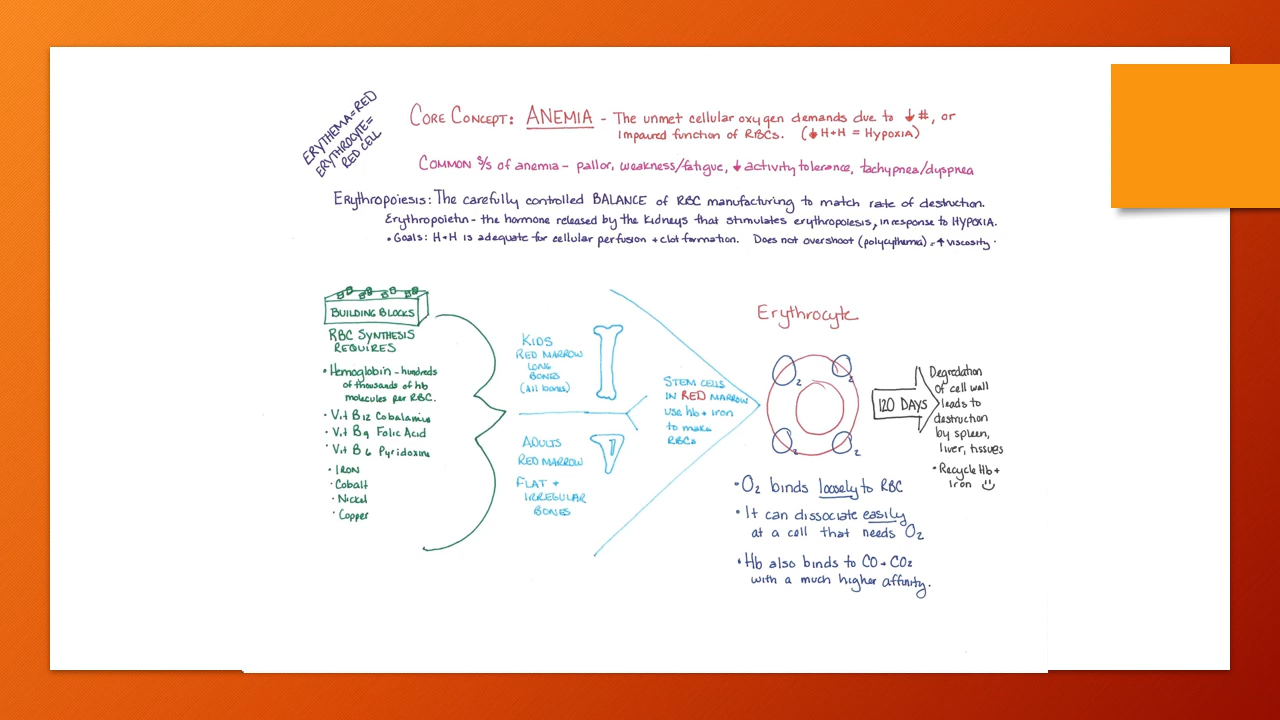 ERYTHEMA=RED
ERYTHROCYTE=
RED CELL
CORE CONCEPT: ANEMIA - The unmet cellular oxygen demands due to ↓#, or
impaired function of RBCs. (↓H+H = Hypoxia)
COMMON S/S of anemia - pallor, weakness/fatigue, ↓activity tolerance, tachypnea/dyspnea
Erythropoiesis: The carefully controlled BALANCE of RBC manufacturing to match rate of destruction.
Erythropoietin - the hormone released by the kidneys that stimulates erythropoiesis, in response to HYPOXIA.
• Goals: H+H is adequate for cellular perfusion + clot formation. Does not overshoot (polycythemia) = ↑ viscosity.
BUILDING BLOCKS
RBC SYNTHESIS
REQUIRES
• Hemoglobin - hundreds
of thousands of hb
molecules per RBC.
• Vit B12 Cobalamin
• Vit B9 Folic Acid
• Vit B6 Pyridoxine
• IRON
• Cobalt
• Nickel
• Copper
KIDS
RED MARROW
LONG
BONES
(All bones)
ADULTS
RED MARROW
FLAT +
IRREGULAR
BONES
STEM CELLS
IN RED MARROW
use hb + iron
to make
RBCs
Erythrocyte
O2 O2
O2 O2
120 DAYS
Degredation
of cell wall
leads to
destruction
by spleen,
liver, tissues
• Recycle Hb +
iron
• O2 binds loosely to RBC
• It can dissociate easily
at a cell that needs O2
• Hb also binds to CO + CO2
with a much higher affinity.